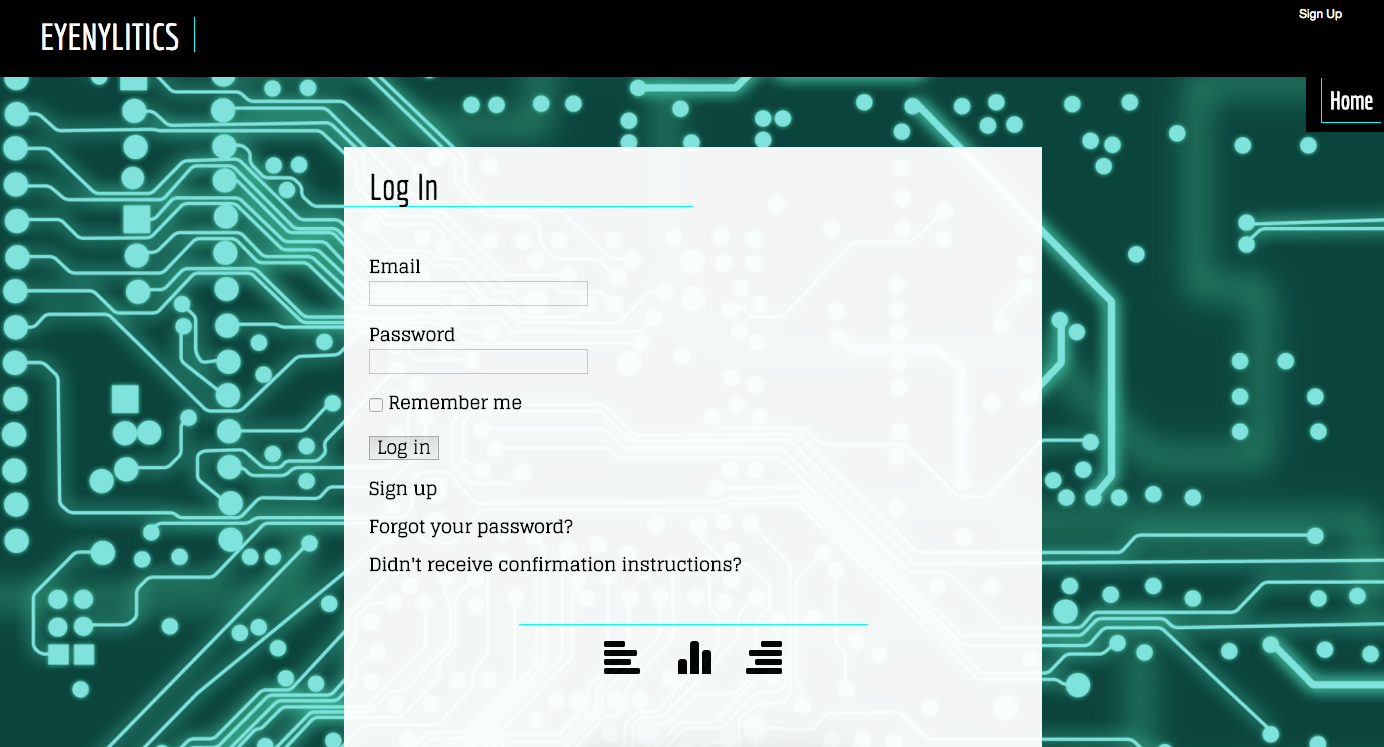 EYENYLITICS
Sign Up
Home
Log In
Email
Password
Remember me
Log in
Sign up
Forgot your password?
Didn't receive confirmation instructions?